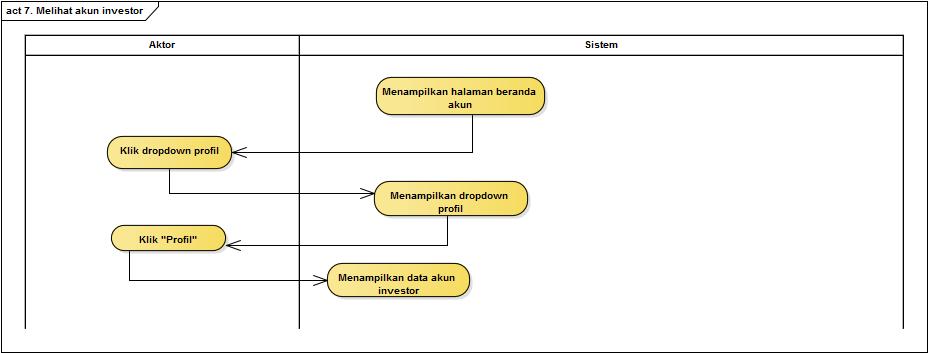 act 7. Melihat akun investor
Aktor
Sistem
Menampilkan halaman beranda
akun
Klik dropdown profil
Menampilkan dropdown
profil
Klik "Profil"
Menampilkan data akun
investor